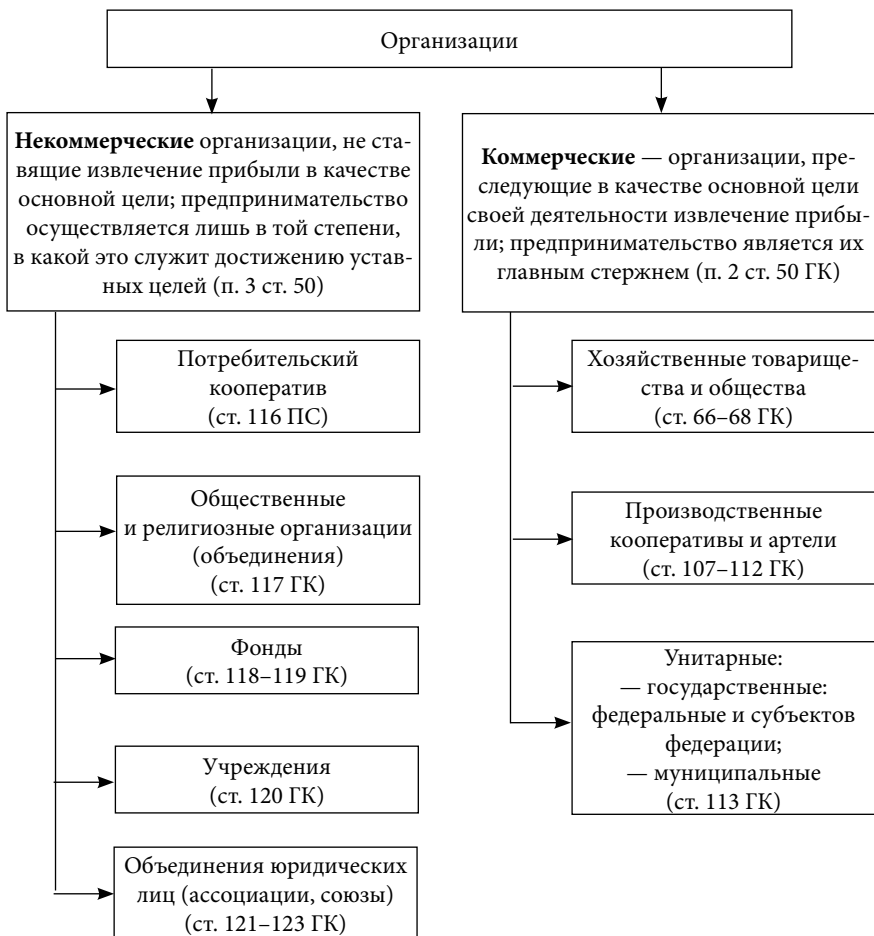 Организации
Некоммерческие организации, не ста-
вящие извлечение прибыли в качестве
основной цели; предпринимательство
осуществляется лишь в той степени,
в какой это служит достижению устав-
ных целей (п. 3 ст. 50)
Потребительский
кооператив
(ст. 116 ПС)
Общественные
и религиозные организации
(объединения)
(ст. 117 ГК)
Фонды
(ст. 118–119 ГК)
Учреждения
(ст. 120 ГК)
Объединения юридических
лиц (ассоциации, союзы)
(ст. 121–123 ГК)
Коммерческие — организации, пре-
следующие в качестве основной цели
своей деятельности извлечение прибы-
ли; предпринимательство является их
главным стержнем (п. 2 ст. 50 ГК)
Хозяйственные товарище-
ства и общества
(ст. 66–68 ГК)
Производственные
кооперативы и артели
(ст. 107–112 ГК)
Унитарные:
— государственные:
федеральные и субъектов
федерации;
— муниципальные
(ст. 113 ГК)